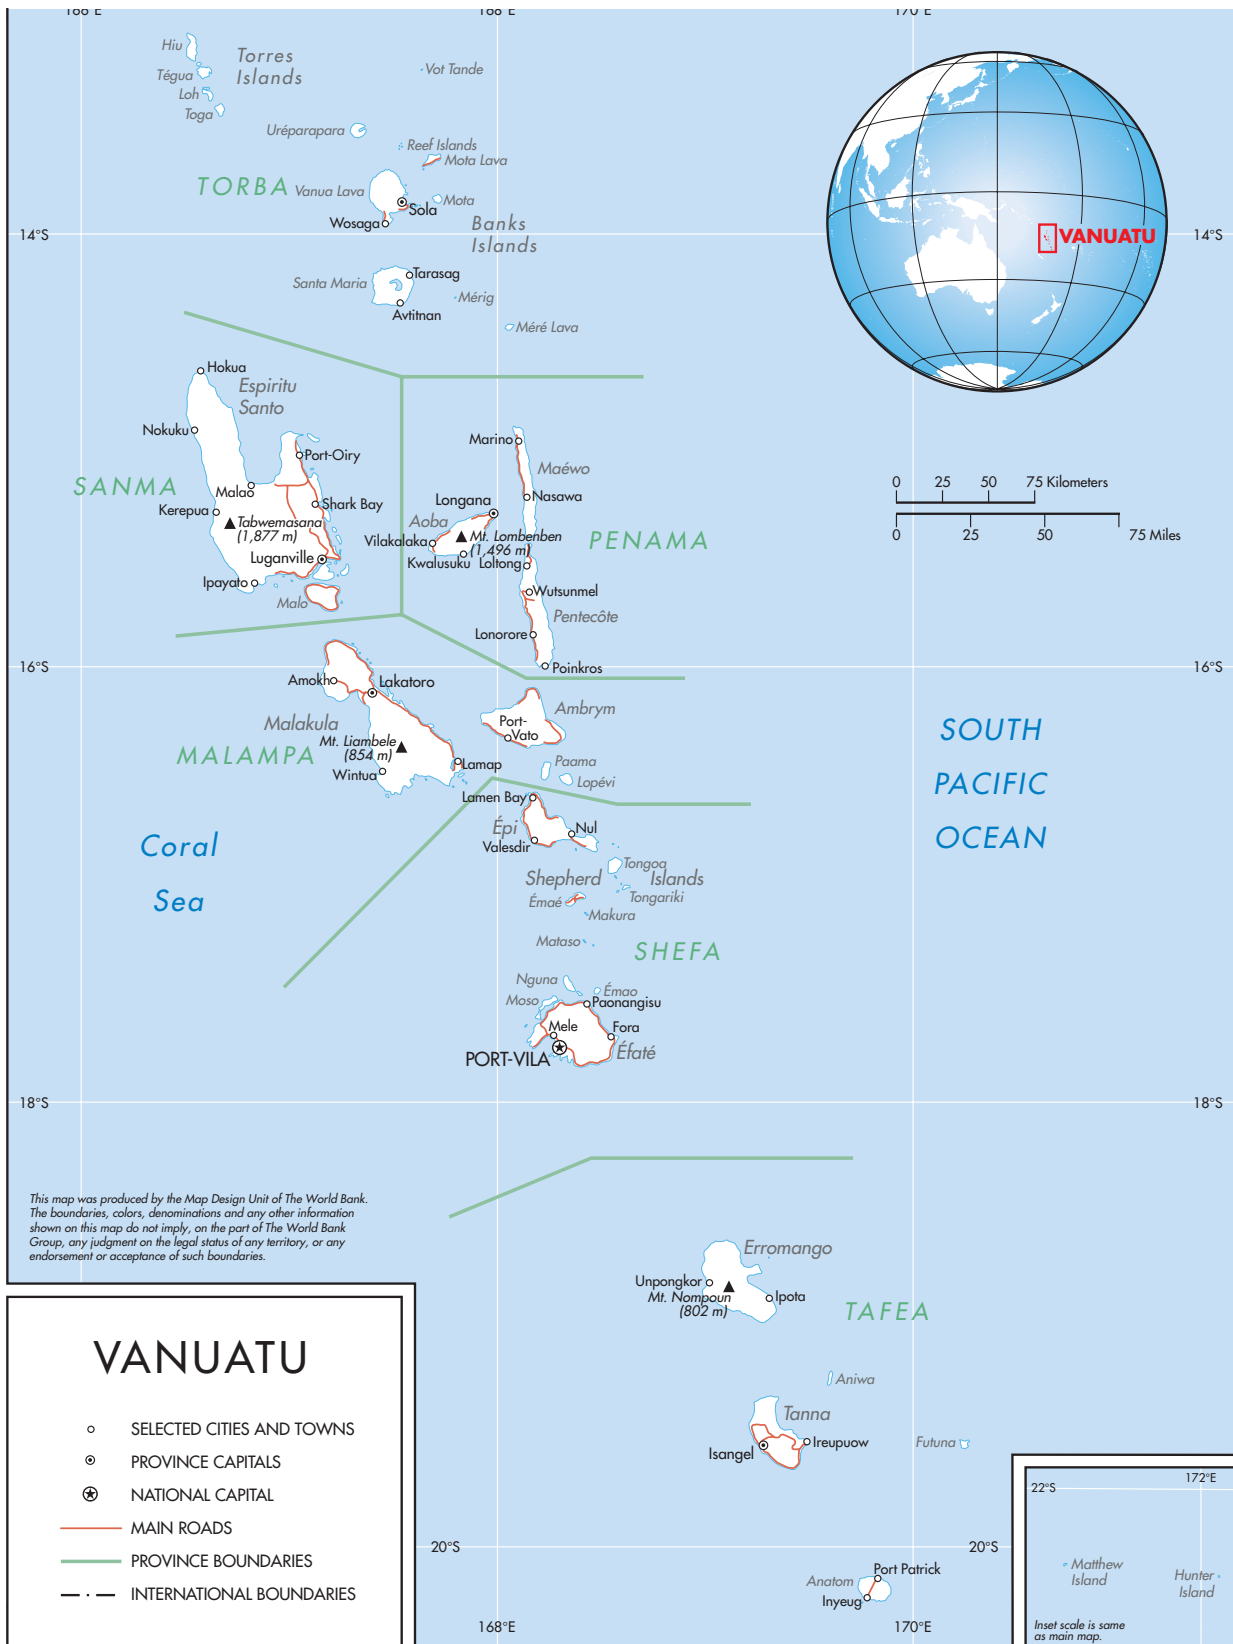 166°E
168°E
170°E
Hiu
Torres
Islands
Tégua
Loh
Toga
Vot Tande
Uréparapara
Reef Islands
Mota Lava
TORBA
Vanua Lava
Sola
Mota
Wosaga
Banks
Islands
14°S
14°S
VANUATU
Tarasag
Santa Maria
Mérig
Avtitnan
Méré Lava
Hokua
Espiritu
Santo
Nokuku
Port-Oiry
Marino
Maéwo
SANMA
Malao
Nasawa
Kerepua
Shark Bay
Longana
Tabwemasana
(1,877 m)
Aoba
Mt. Lombenben
(1,496 m)
Vilakalaka
PENAMA
Luganville
Kwalusuku
Loltong
Ipayato
Malo
Wutsunmel
Pentecôte
Lonorore
Poinkros
0
25
50
75 Kilometers
0
25
50
75 Miles
16°S
16°S
Amokh
Lakatoro
Malakula
Ambrym
Port-
Vato
MALAMPA
Mt. Liambele
(854 m)
Wintua
Lamap
Paama
Lopévi
SOUTH
PACIFIC
OCEAN
Lamen Bay
Épi
Nul
Valesdir
Coral
Sea
Tongoa
Shepherd Islands
Tongariki
Émaé
Makura
Mataso
SHEFA
Nguna
Émao
Moso
Paonangisu
Mele
Fora
PORT-VILA
Éfaté
18°S
18°S
This map was produced by the Map Design Unit of The World Bank.
The boundaries, colors, denominations and any other information
shown on this map do not imply, on the part of The World Bank
Group, any judgment on the legal status of any territory, or any
endorsement or acceptance of such boundaries.
Erromango
Unpongkor
Mt. Nompoun
(802 m)
Ipota
TAFEA
Aniwa
Tanna
Isangel
Ireupuow
Futuna
VANUATU
SELECTED CITIES AND TOWNS
PROVINCE CAPITALS
NATIONAL CAPITAL
MAIN ROADS
PROVINCE BOUNDARIES
INTERNATIONAL BOUNDARIES
20°S
20°S
Port Patrick
Anatom
Inyeug
168°E
170°E
172°E
22°S
Matthew
Island
Hunter
Island
Inset scale is same
as main map.